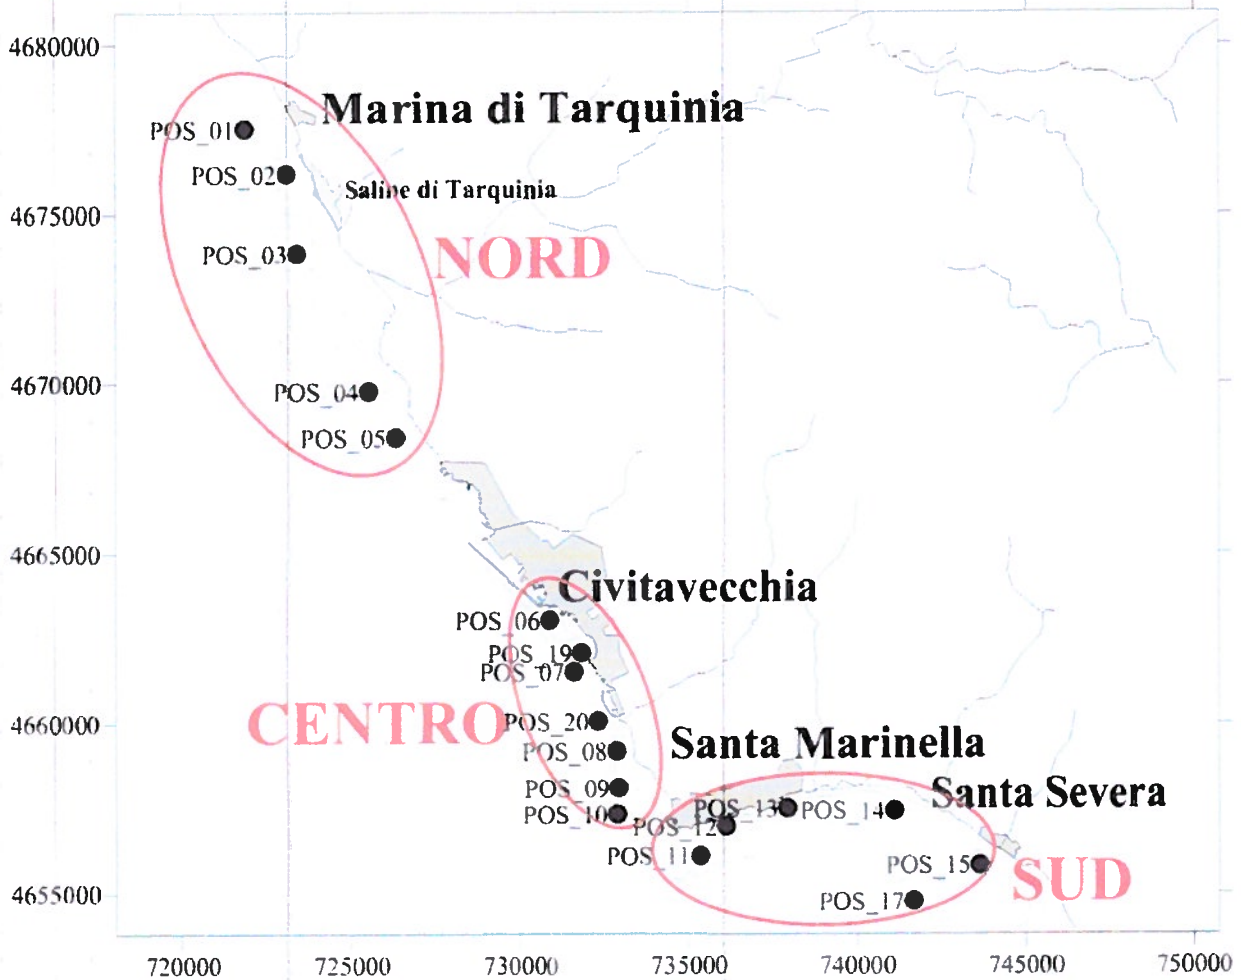 4680000
Marina di Tarquinia
POS_01
POS_02
Saline di Tarquinia
4675000
POS_03
NORD
4670000
POS_04
POS_05
4665000
Civitavecchia
POS_06
POS_19
POS_07
CENTRO
POS_20
4660000
Santa Marinella
POS_08
POS_09
Santa Severa
POS_10
POS_13
POS_14
POS_12
POS_11
POS_15
SUD
4655000
POS_17
720000 725000 730000 735000 740000 745000 750000